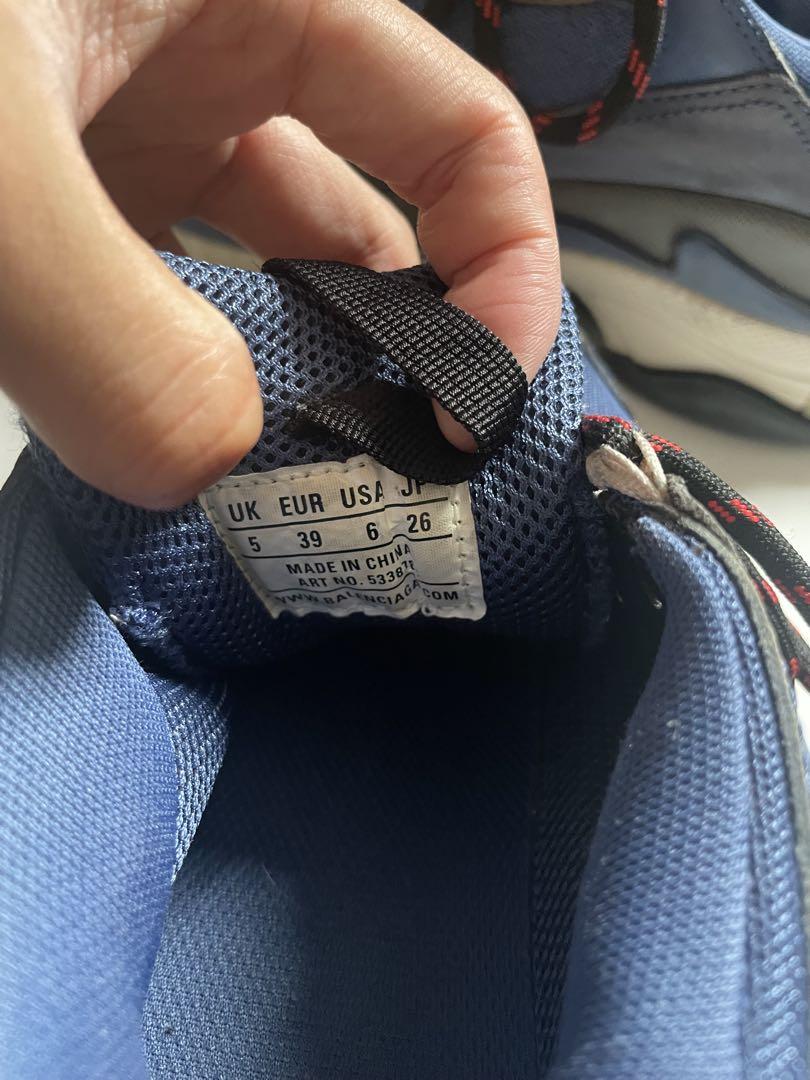 UK EUR USA JP
5 39 6 26
MADE IN CHINA
ART NO.
WWW.BALENCIAGA.COM